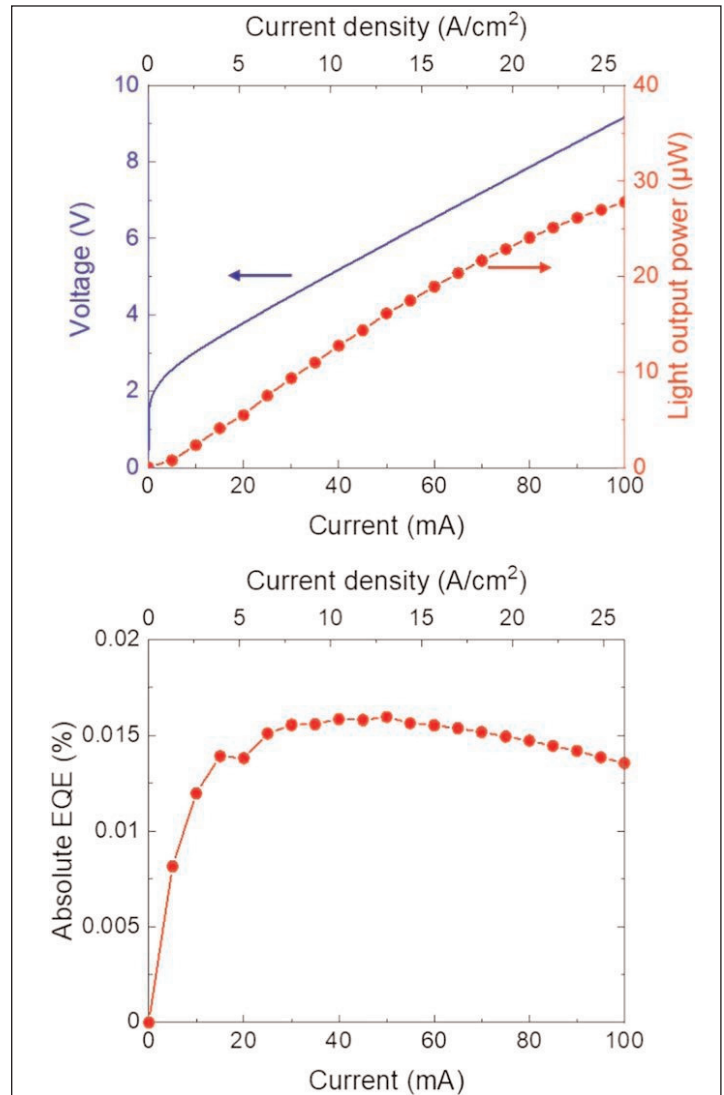 Current density (A/cm²)
0 5 10 15 20 25
10 40
8 30
6 20
4 10
2
0 0
Voltage (V)
Light output power (µW)
0 20 40 60 80 100
Current (mA)
Current density (A/cm²)
0 5 10 15 20 25
0.02
0.015
0.01
0.005
0
Absolute EQE (%)
0 20 40 60 80 100
Current (mA)